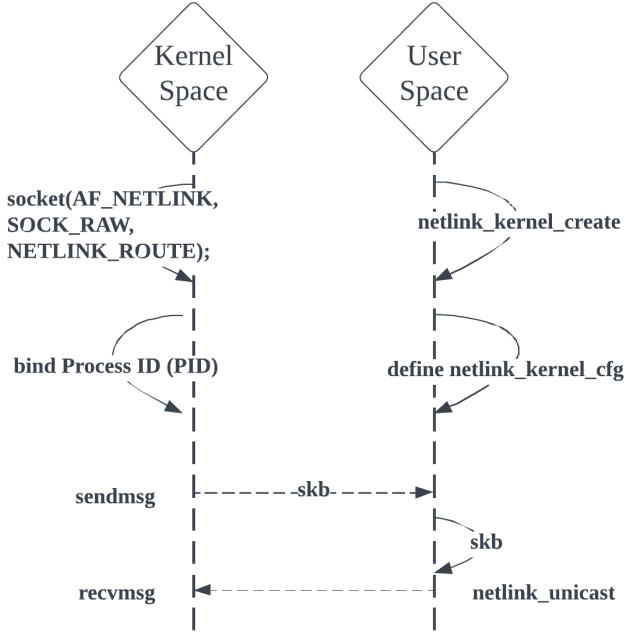 Kernel
Space
User
Space
socket(AF_NETLINK,
SOCK_RAW,
NETLINK_ROUTE);
netlink_kernel_create
bind Process ID (PID)
define netlink_kernel_cfg
sendmsg
skb
skb
recvmsg
netlink_unicast